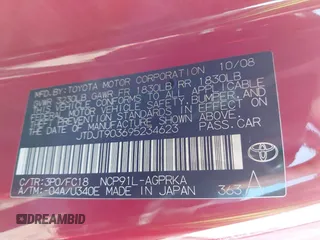 MFD.BY:TOYOTA MOTOR CORPORATION 10/08
GVWR 3330LB GAWR FR 1830LB RR 1830LB
THIS VEHICLE CONFORMS TO ALL APPLICABLE
FEDERAL MOTOR VEHICLE SAFETY, BUMPER, AND
THEFT PREVENTION STANDARDS IN EFFECT ON
THE DATE OF MANUFACTURE SHOWN ABOVE.
JTDJT903695234623 PASS.CAR
C/TR:3P0/FC18 NCP91L-AGPRKA
A/TM:-04A/U340E MADE IN JAPAN 363